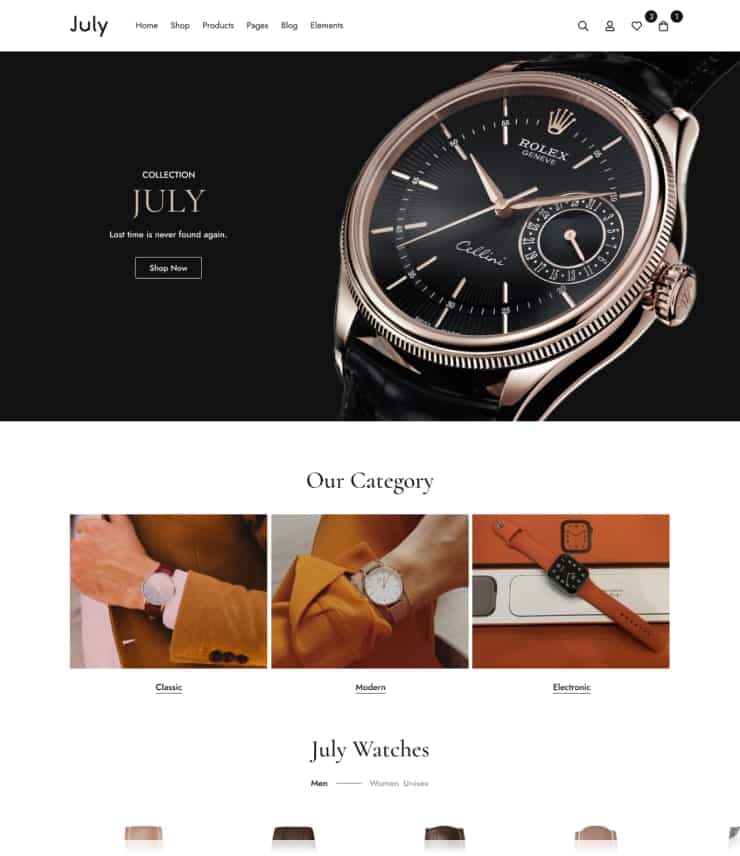 July
Home Shop Products Pages Blog Elements
3 1
COLLECTION
JULY
Lost time is never found again.
Shop Now
ROLEX
GENEVE
Cellini
Our Category
Classic
Modern
Electronic
July Watches
Men Women Unisex